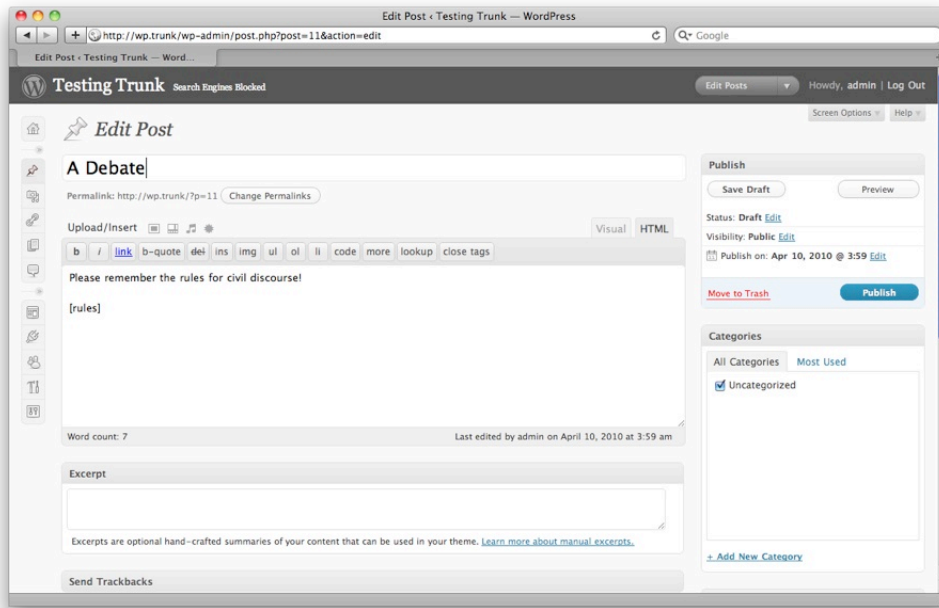 Edit Post ‹ Testing Trunk — WordPress
http://wp.trunk/wp-admin/post.php?post=11&action=edit
Google
Edit Post ‹ Testing Trunk — Word...
Testing Trunk Search Engines Blocked
Edit Posts
Howdy, admin | Log Out
Screen Options
Help
Edit Post
A Debate
Permalink: http://wp.trunk/?p=11 Change Permalinks
Upload/Insert
Visual HTML
b i link b-quote del ins img ul ol li code more lookup close tags
Please remember the rules for civil discourse!
[rules]
Word count: 7
Last edited by admin on April 10, 2010 at 3:59 am
Excerpt
Excerpts are optional hand-crafted summaries of your content that can be used in your theme. Learn more about manual excerpts.
Send Trackbacks
Publish
Save Draft Preview
Status: Draft Edit
Visibility: Public Edit
Publish on: Apr 10, 2010 @ 3:59 Edit
Move to Trash Publish
Categories
All Categories Most Used
Uncategorized
+ Add New Category